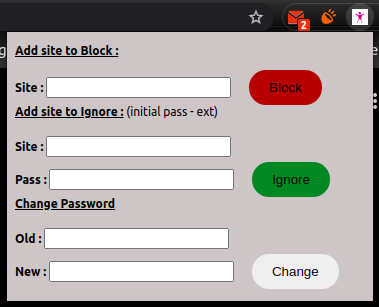 2
Add site to Block :
Site : Block
Add site to Ignore : (initial pass - ext)
Site :
Pass : Ignore
Change Password
Old :
New : Change